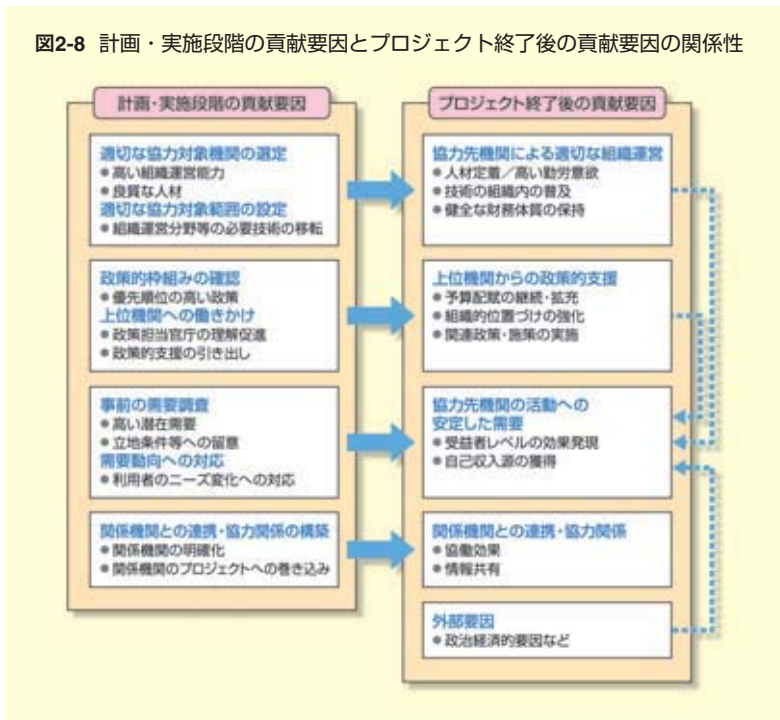 図2-8 計画・実施段階の貢献要因とプロジェクト終了後の貢献要因の関係性
計画・実施段階の貢献要因
適切な協力対象機関の選定
●高い組織運営能力
●良質な人材
適切な協力対象範囲の設定
●組織運営分野等の必要技術の移転
政策的枠組みの確認
●優先順位の高い政策
上位機関への働きかけ
●政策担当官庁の理解促進
●政策的支援の引き出し
事前の需要調査
●高い潜在需要
●立地条件等への留意
需要動向への対応
●利用者のニーズ変化への対応
関係機関との連携・協力関係の構築
●関係機関の明確化
●関係機関のプロジェクトへの巻き込み
プロジェクト終了後の貢献要因
協力先機関による適切な組織運営
●人材定着／高い勤労意欲
●技術の組織内の普及
●健全な財務体質の保持
上位機関からの政策的支援
●予算配賦の継続・拡充
●組織的位置づけの強化
●関連政策・施策の実施
協力先機関の活動への
安定した需要
●受益者レベルの効果発現
●自己収入源の獲得
関係機関との連携・協力関係
●協働効果
●情報共有
外部要因
●政治経済的要因など